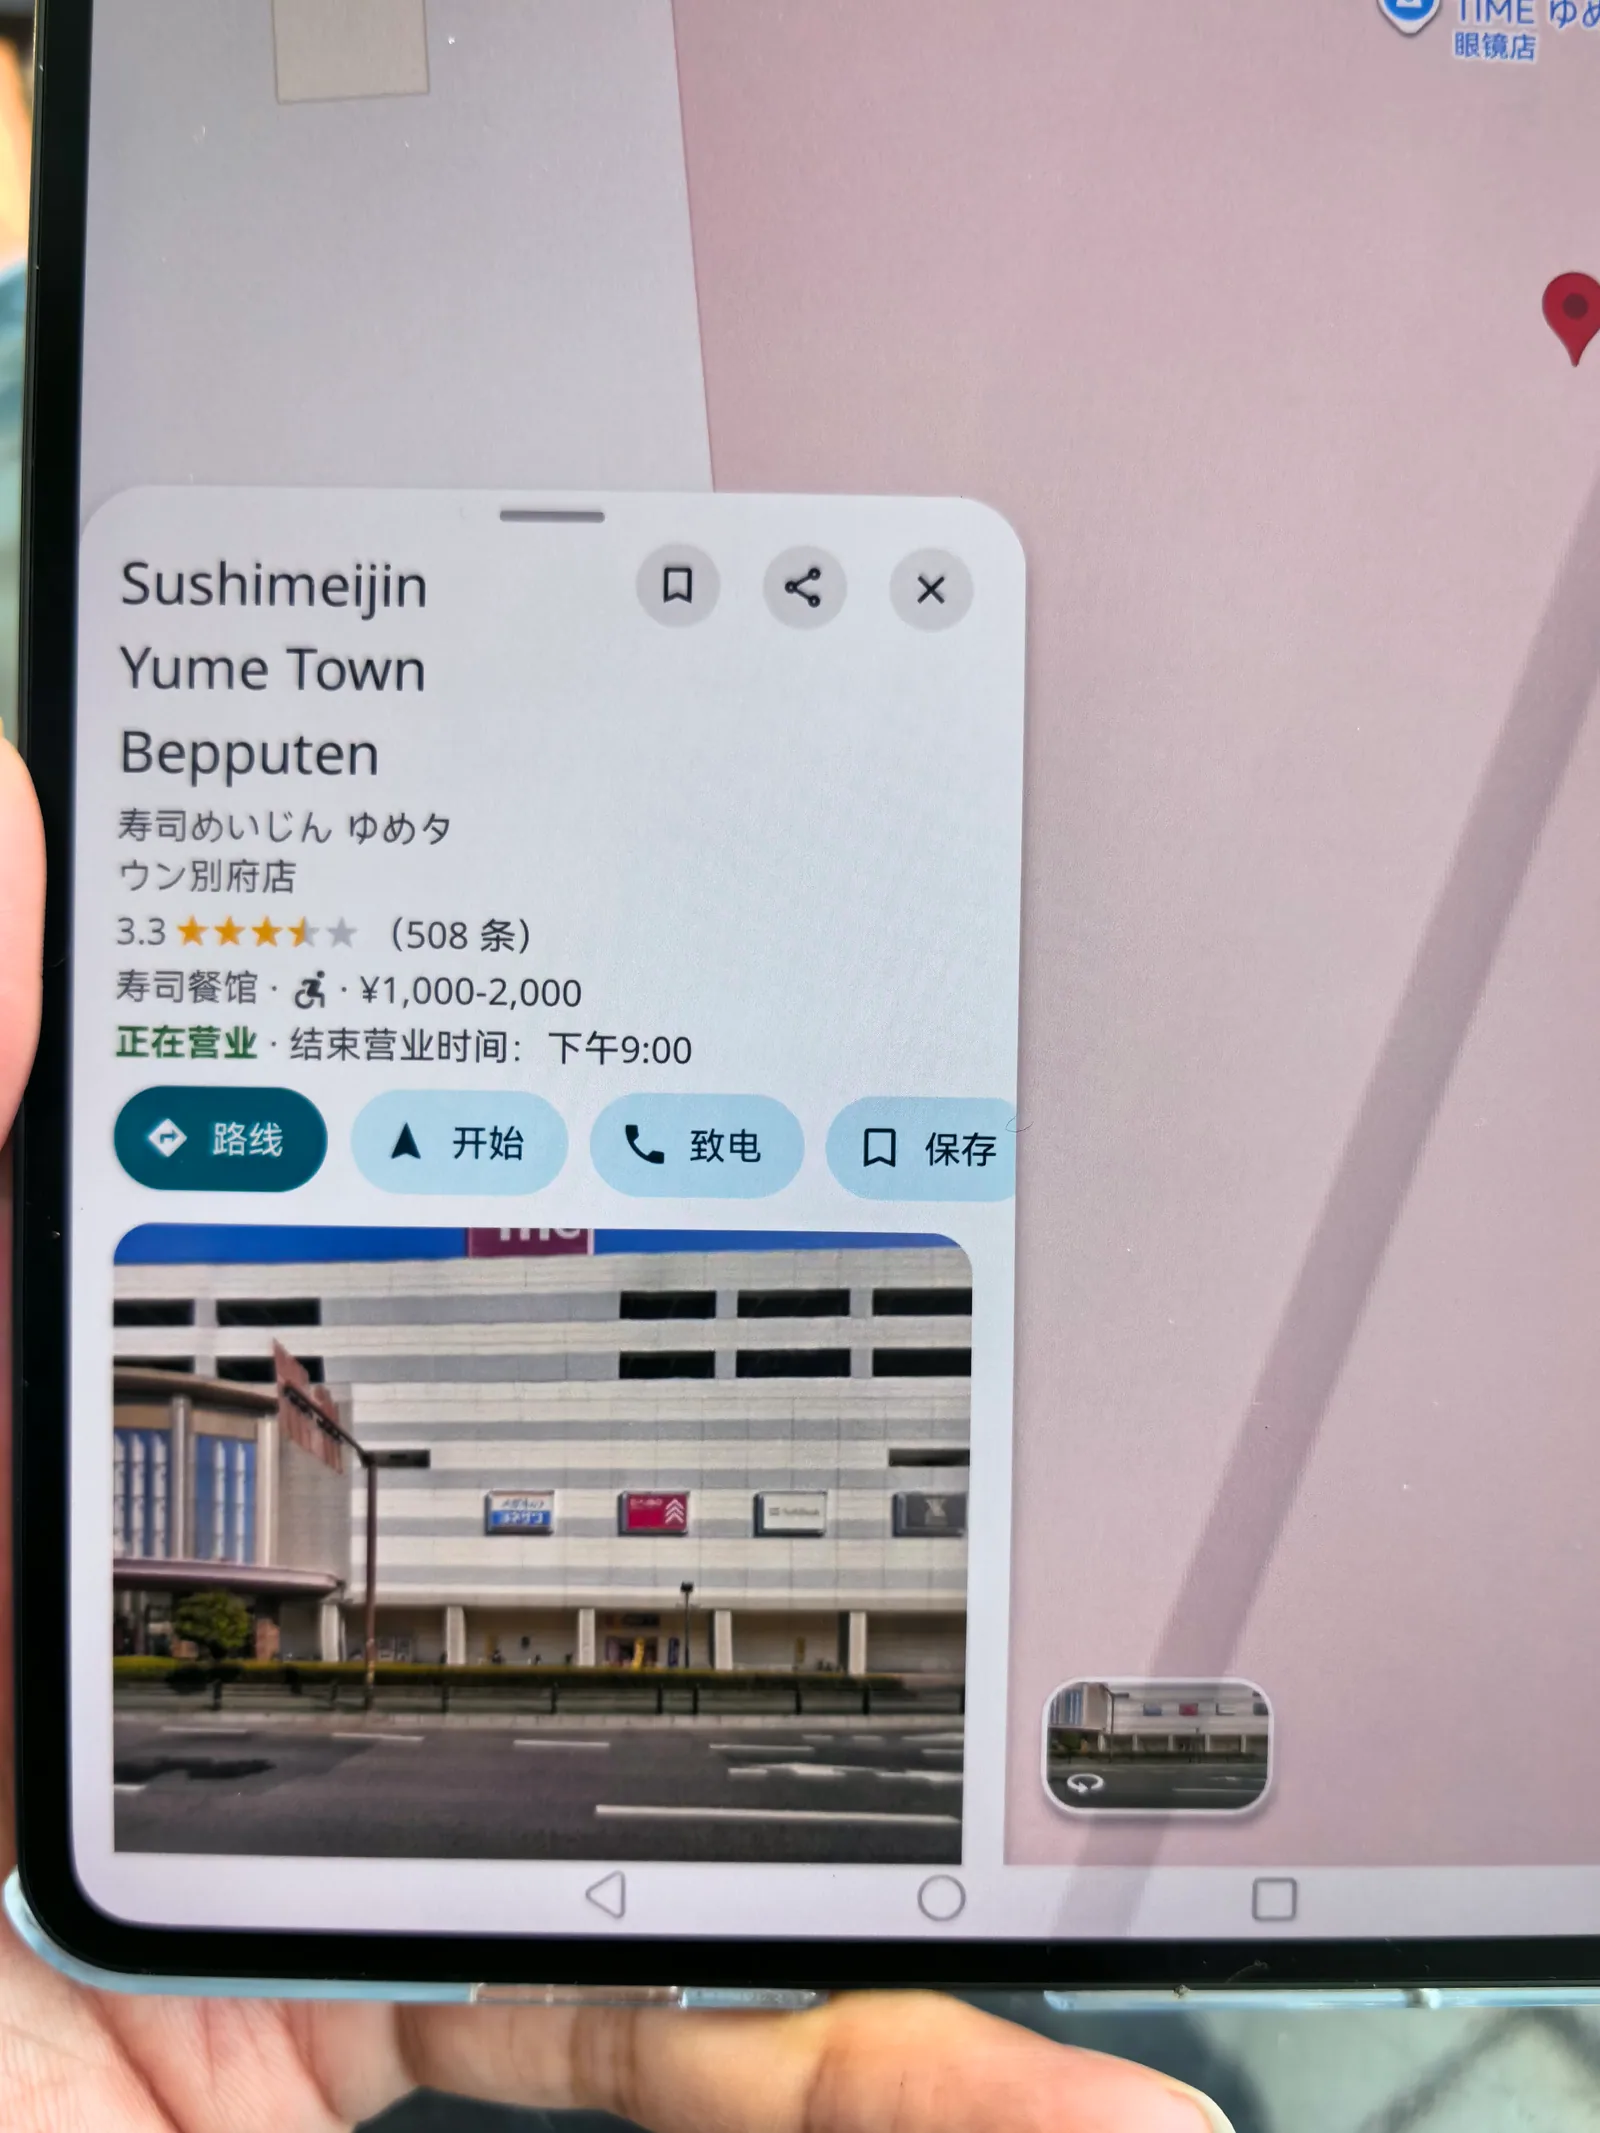 TIME ゆめ
眼镜店
Sushimeijin
Yume Town
Bepputen
寿司めいじん ゆめタ
ウン別府店
3.3 (508 条)
寿司餐馆 · · ¥1,000-2,000
正在营业 · 结束营业时间: 下午9:00
路线
开始
致电
保存
SoftBank